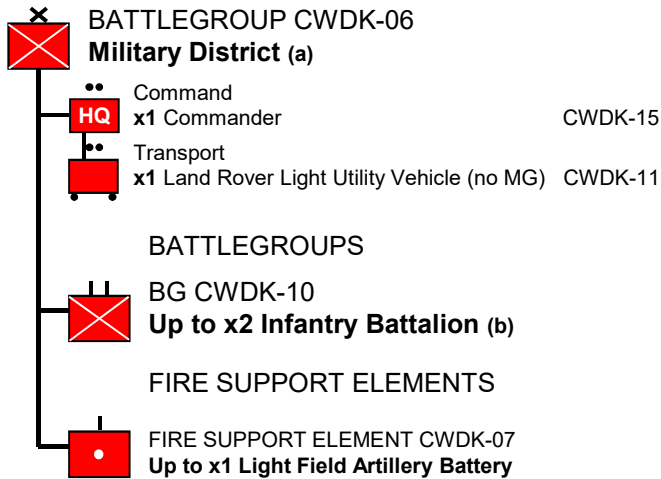 BATTLEGROUP CWDK-06
Military District (a)
Command
HQ x1 Commander CWDK-15
Transport
x1 Land Rover Light Utility Vehicle (no MG) CWDK-11
BATTLEGROUPS
BG CWDK-10
Up to x2 Infantry Battalion (b)
FIRE SUPPORT ELEMENTS
FIRE SUPPORT ELEMENT CWDK-07
Up to x1 Light Field Artillery Battery